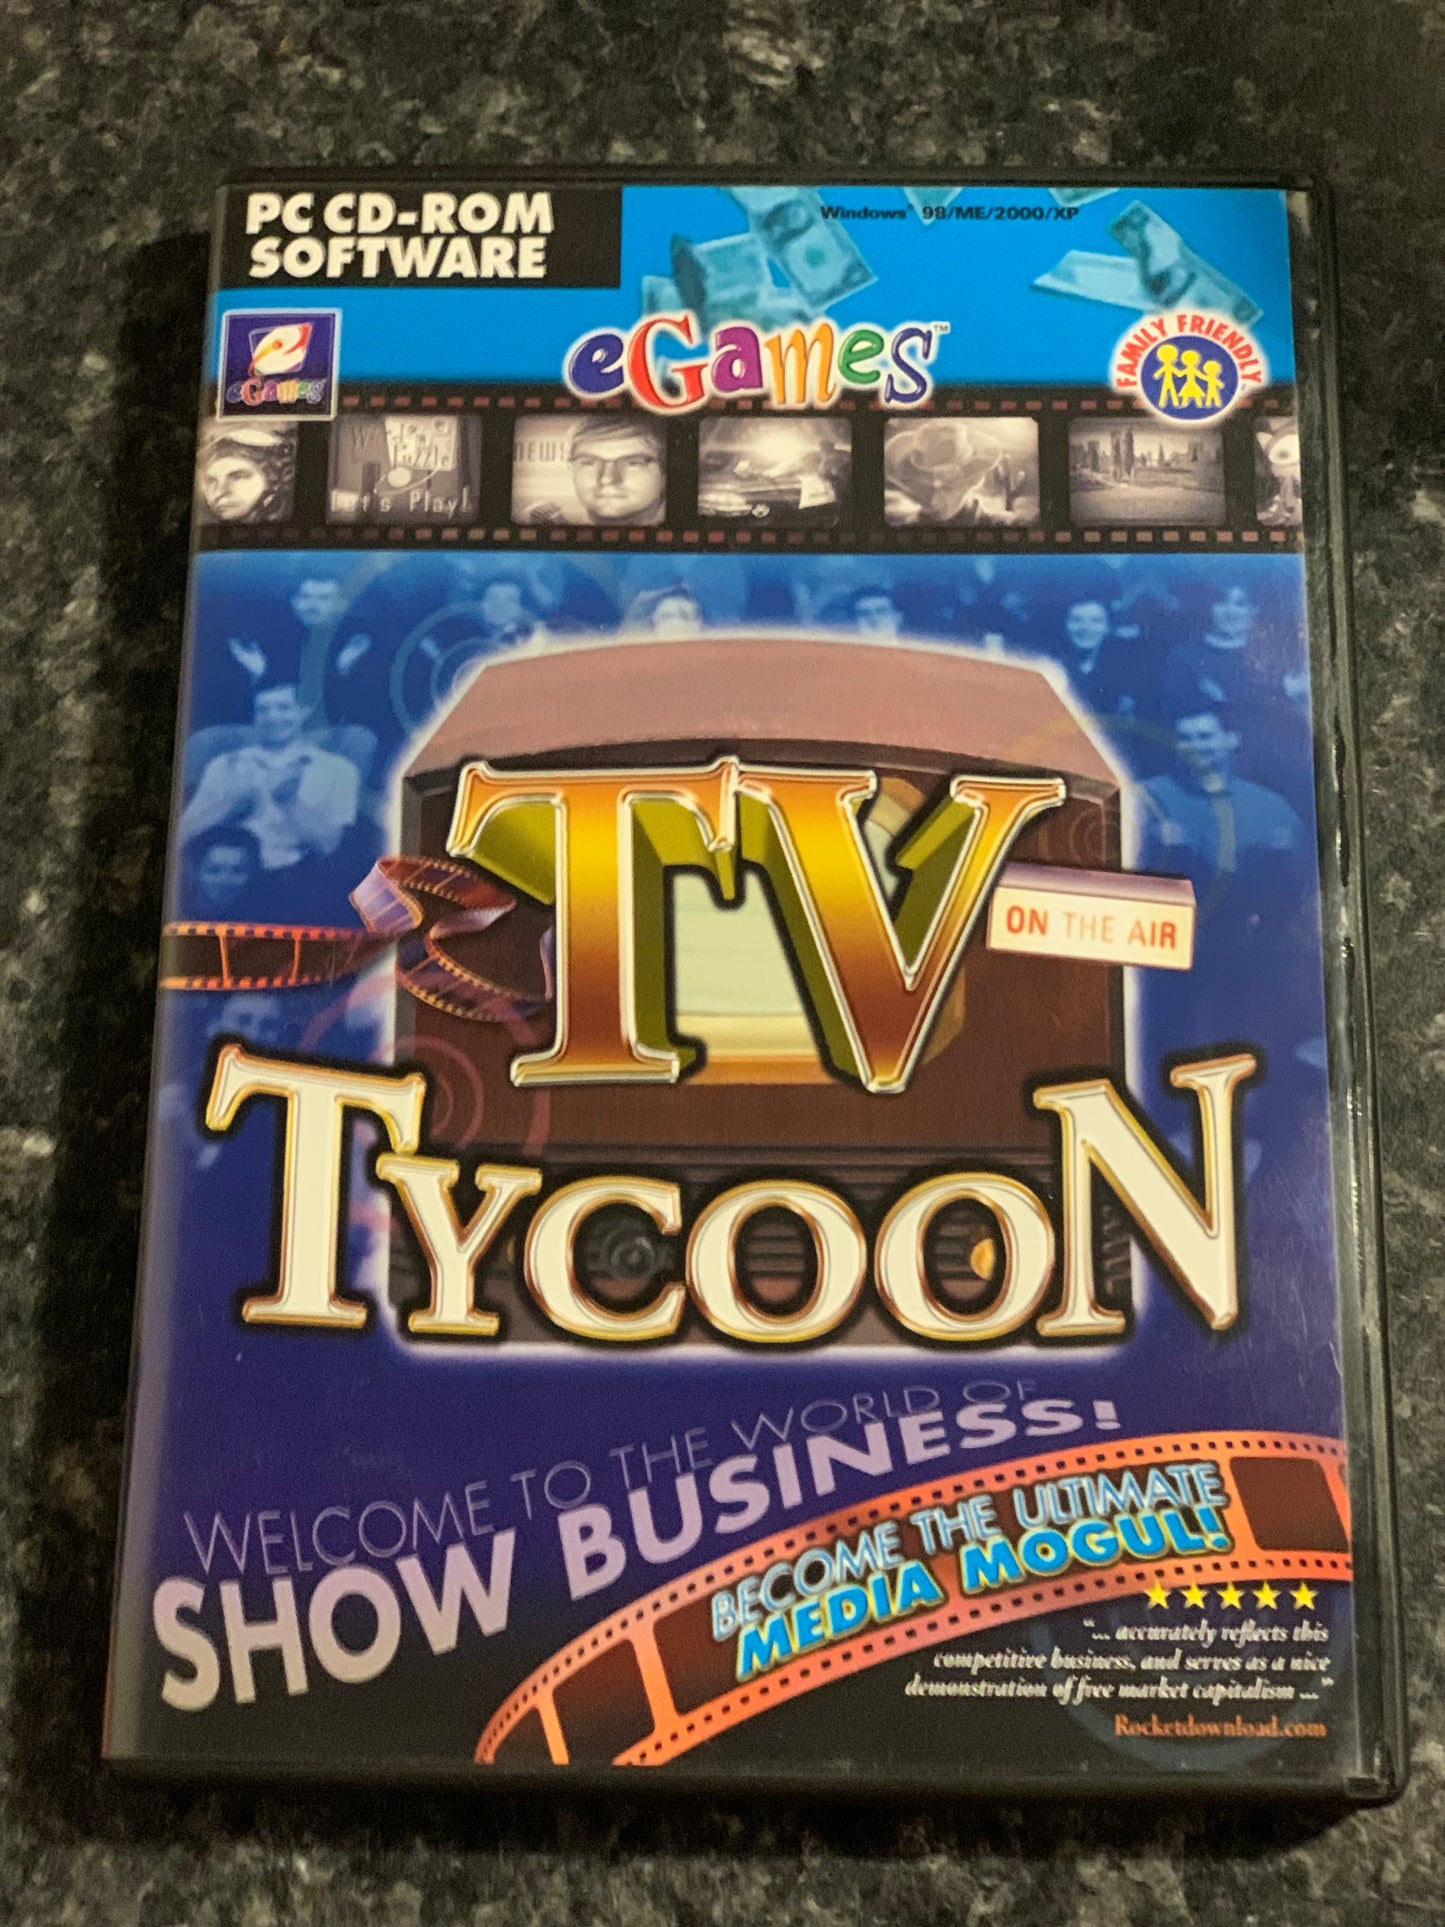 PC CD-ROM
SOFTWARE
Windows® 98/ME/2000/XP
eGames
eGames™
FAMILY FRIENDLY
Puzzle
Let's Play!
NEWS
TV
ON THE AIR
TYCOON
WELCOME TO THE WORLD OF
SHOW BUSINESS!
BECOME THE ULTIMATE
MEDIA MOGUL!
"... accurately reflects this
competitive business, and serves as a nice
demonstration of free market capitalism ..."
Rocketdownload.com